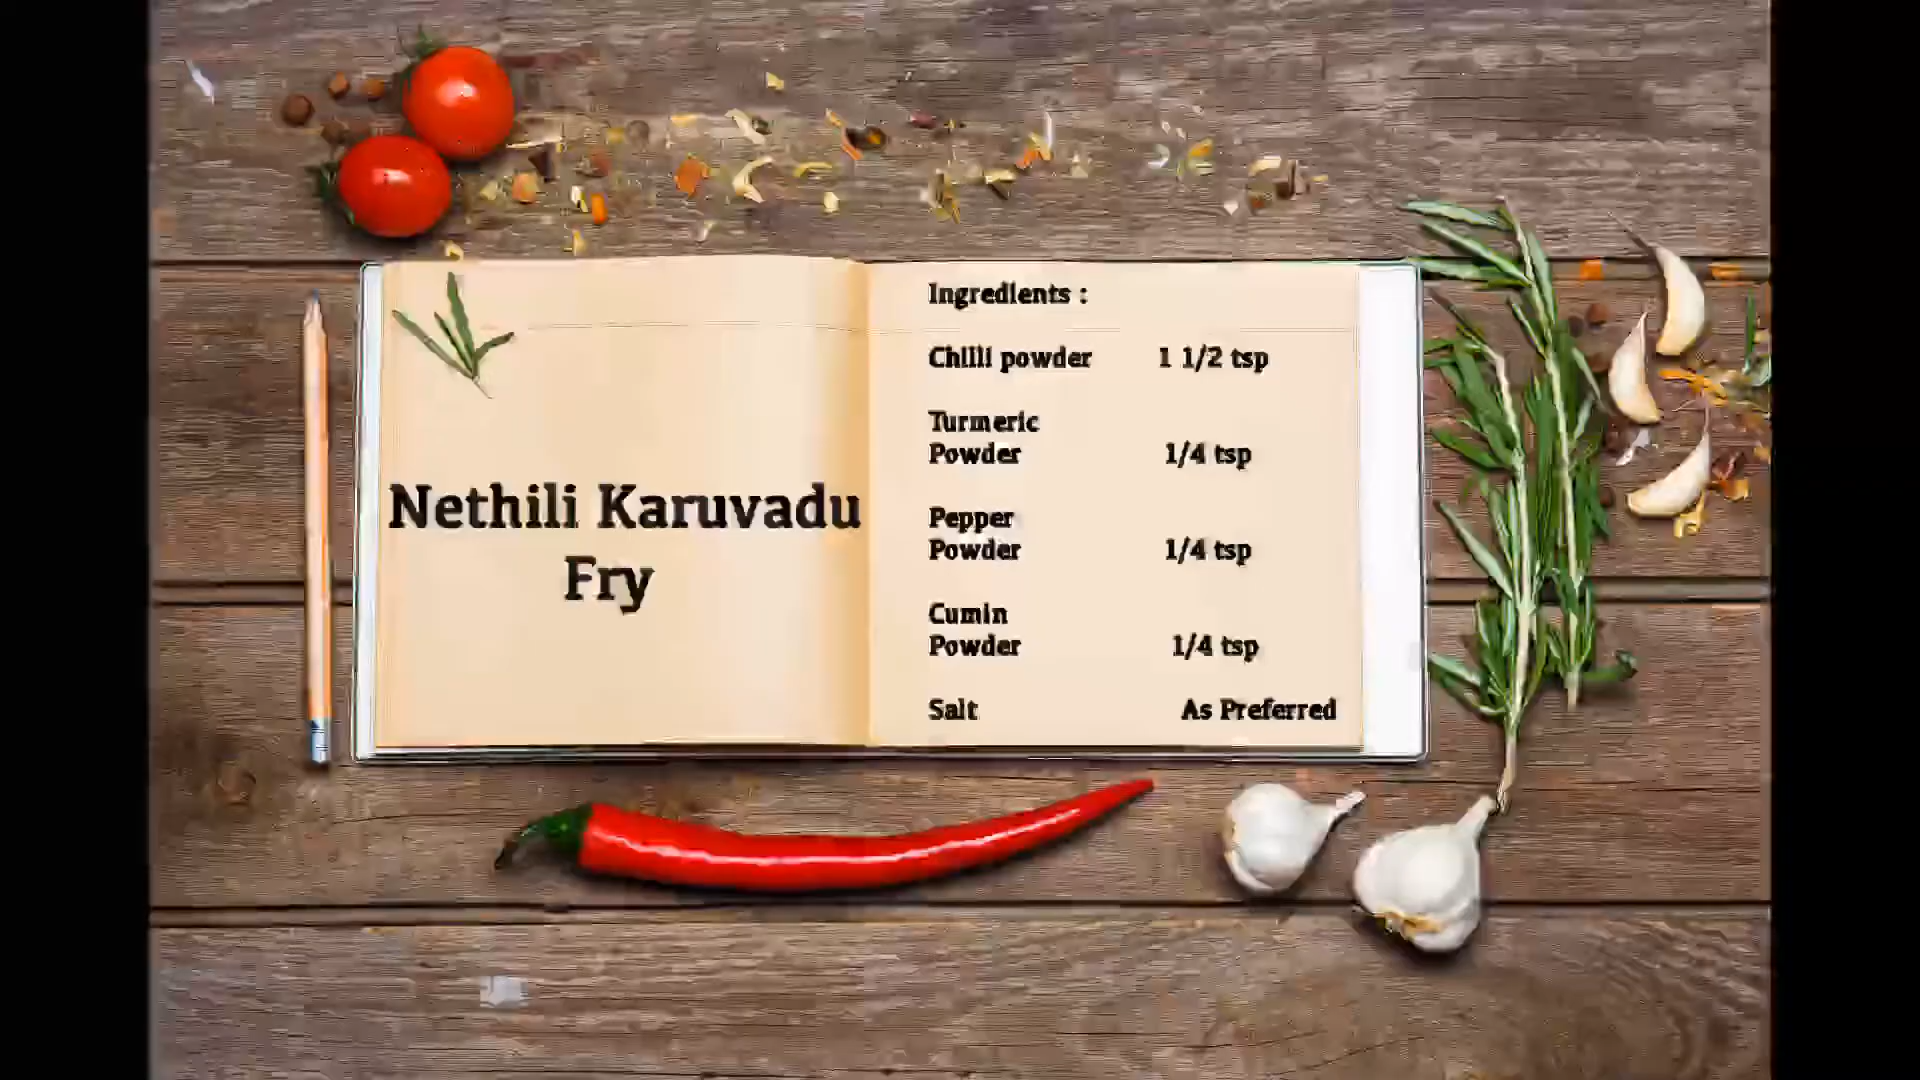 Nethili Karuvadu
Fry
Ingredients :
Chilli powder 1 1/2 tsp
Turmeric
Powder 1/4 tsp
Pepper
Powder 1/4 tsp
Cumin
Powder 1/4 tsp
Salt As Preferred